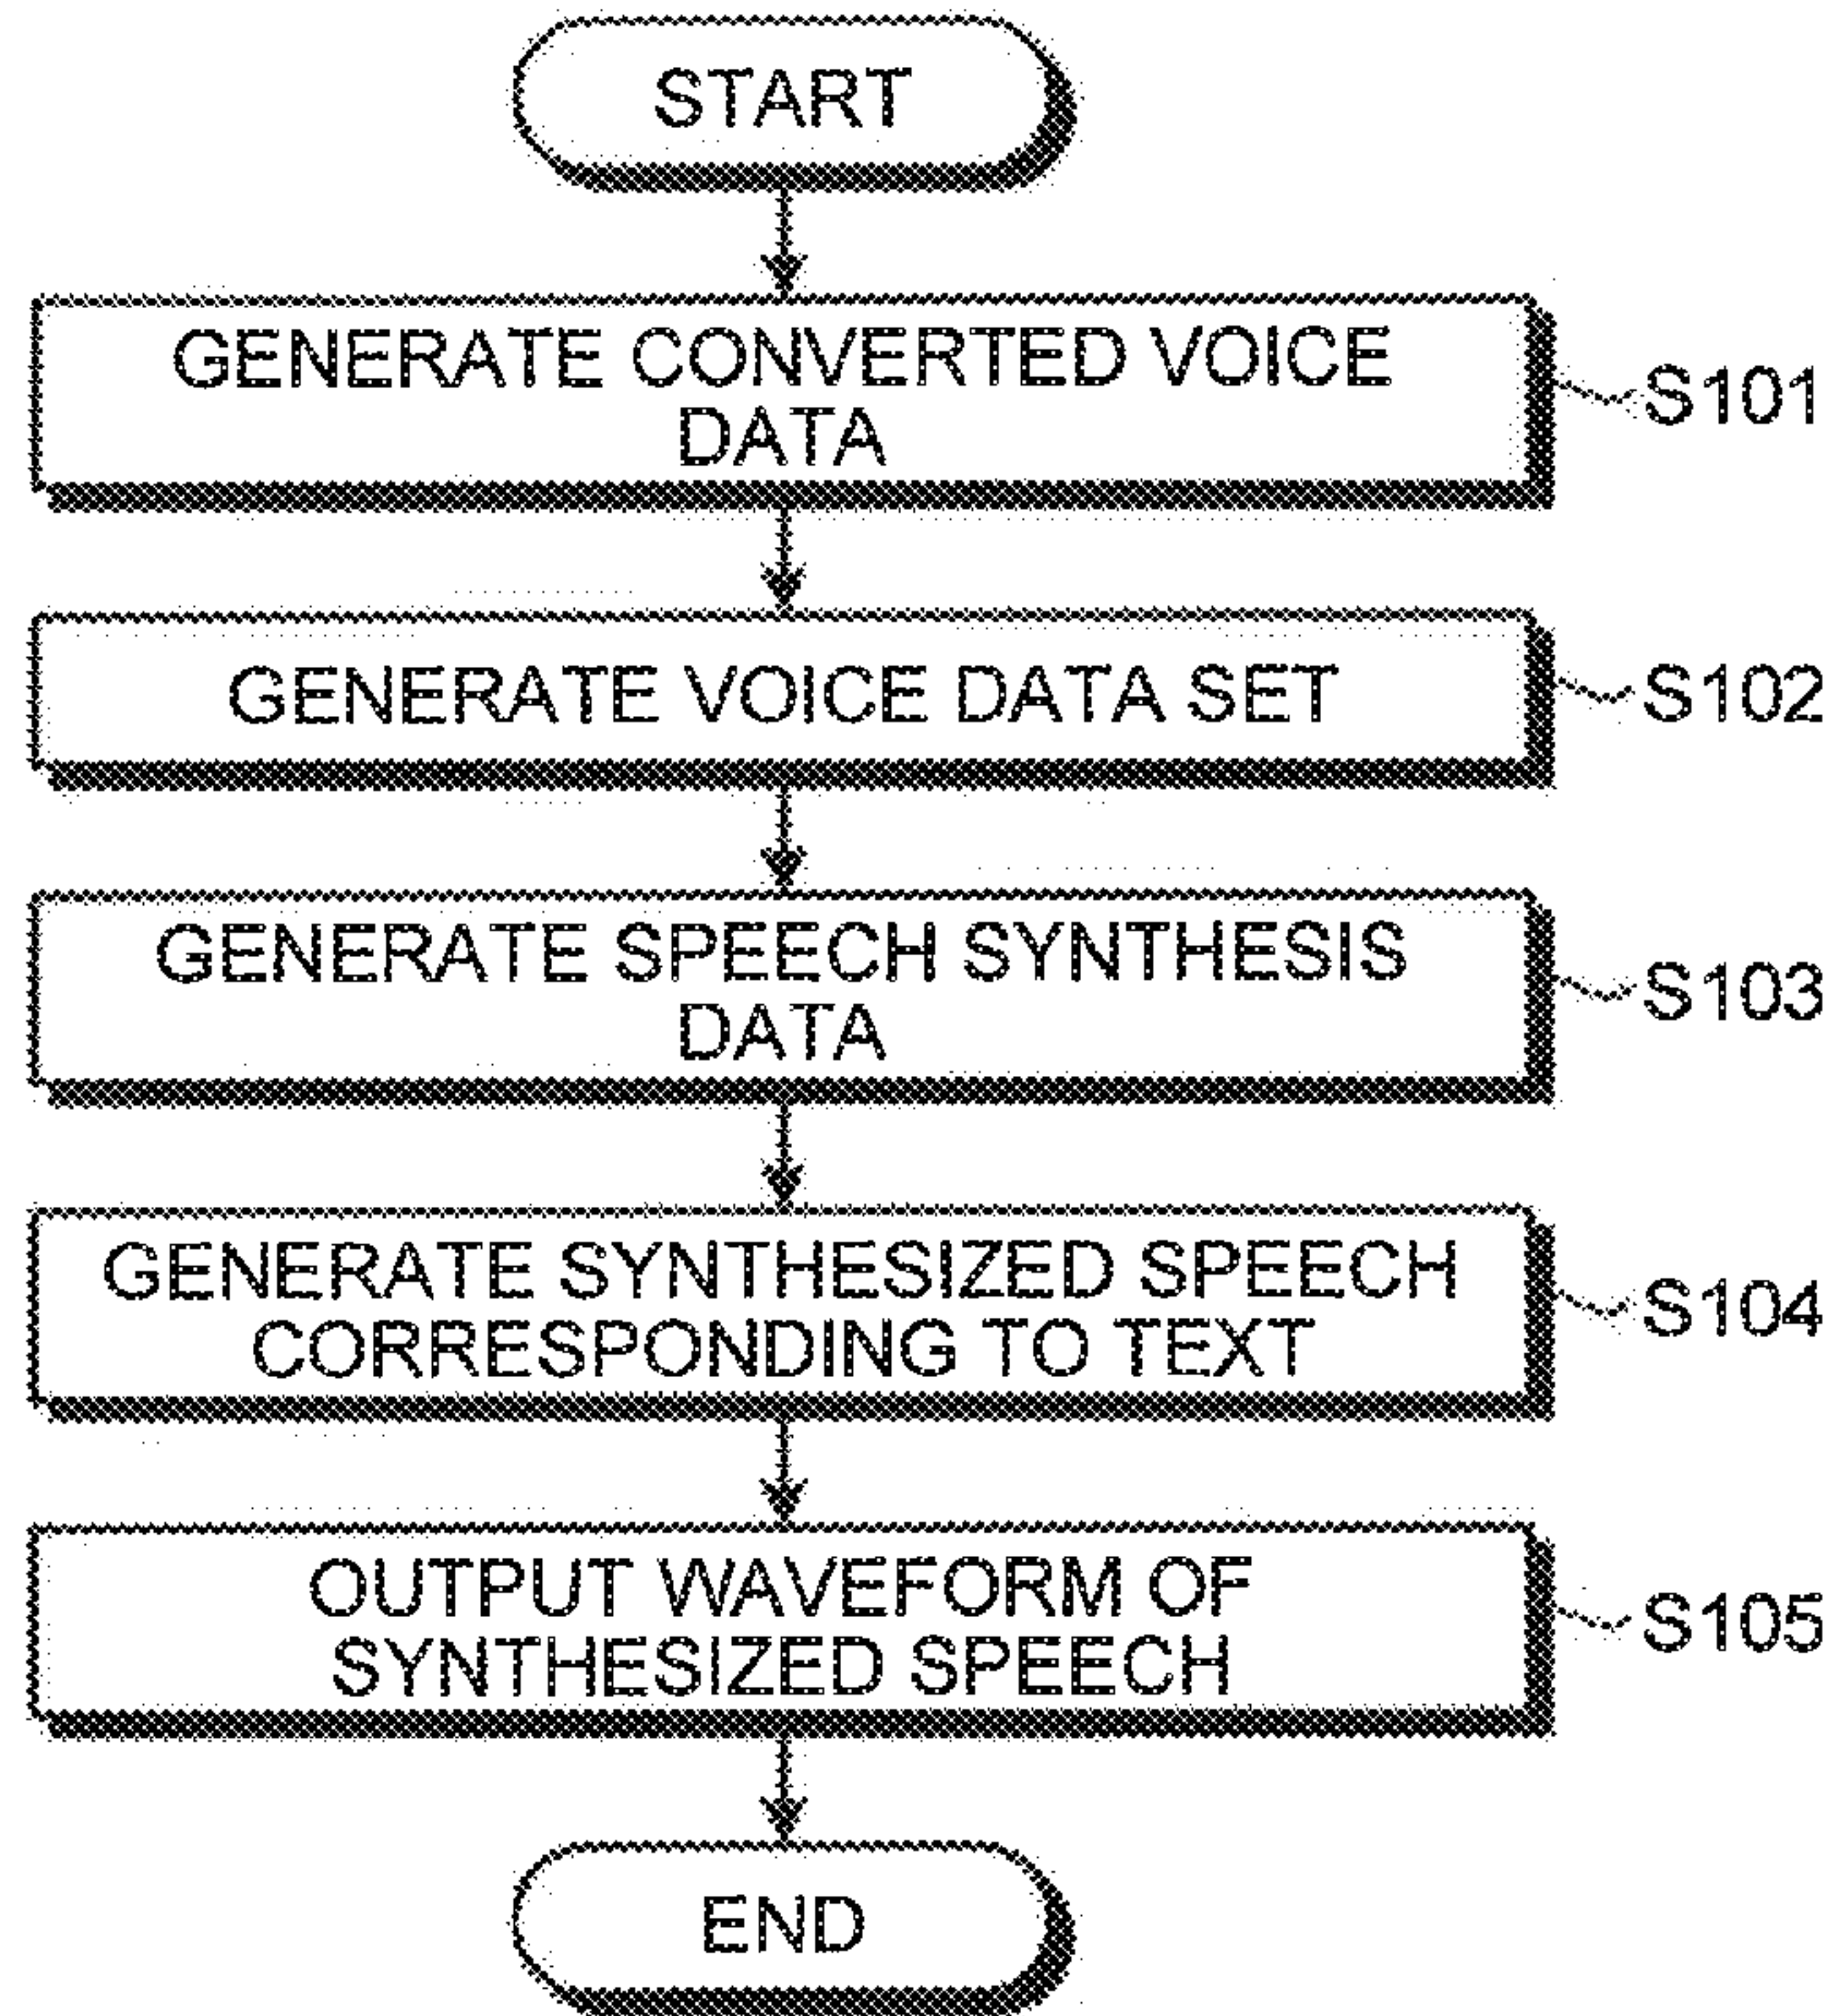 START
GENERATE CONVERTED VOICE
DATA
S101
GENERATE VOICE DATA SET
S102
GENERATE SPEECH SYNTHESIS
DATA
S103
GENERATE SYNTHESIZED SPEECH
CORRESPONDING TO TEXT
S104
OUTPUT WAVEFORM OF
SYNTHESIZED SPEECH
S105
END